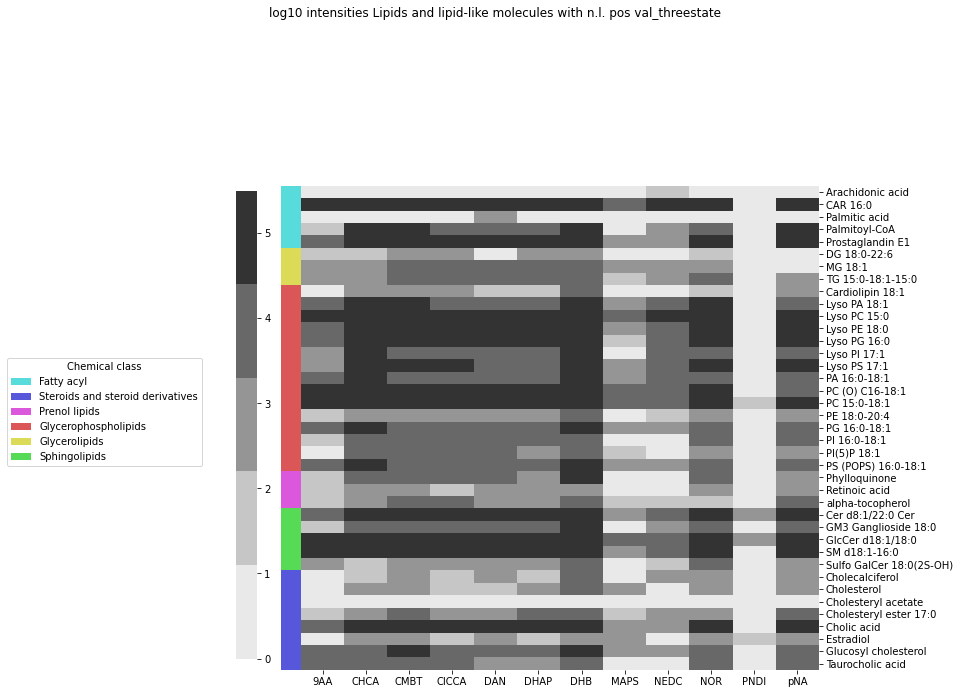 log10 intensities Lipids and lipid-like molecules with n.l. pos val_threestate
5
4
3
2
1
0
Chemical class
Fatty acyl
Steroids and steroid derivatives
Prenol lipids
Glycerophospholipids
Glycerolipids
Sphingolipids
Arachidonic acid
CAR 16:0
Palmitic acid
Palmitoyl-CoA
Prostaglandin E1
DG 18:0-22:6
MG 18:1
TG 15:0-18:1-15:0
Cardiolipin 18:1
Lyso PA 18:1
Lyso PC 15:0
Lyso PE 18:0
Lyso PG 16:0
Lyso PI 17:1
Lyso PS 17:1
PA 16:0-18:1
PC (O) C16-18:1
PC 15:0-18:1
PE 18:0-20:4
PG 16:0-18:1
PI 16:0-18:1
PI(5)P 18:1
PS (POPS) 16:0-18:1
Phylloquinone
Retinoic acid
alpha-tocopherol
Cer d8:1/22:0 Cer
GM3 Ganglioside 18:0
GlcCer d18:1/18:0
SM d18:1-16:0
Sulfo GalCer 18:0(2S-OH)
Cholecalciferol
Cholesterol
Cholesteryl acetate
Cholesteryl ester 17:0
Cholic acid
Estradiol
Glucosyl cholesterol
Taurocholic acid
9AA CHCA CMBT ClCCA DAN DHAP DHB MAPS NEDC NOR PNDI pNA